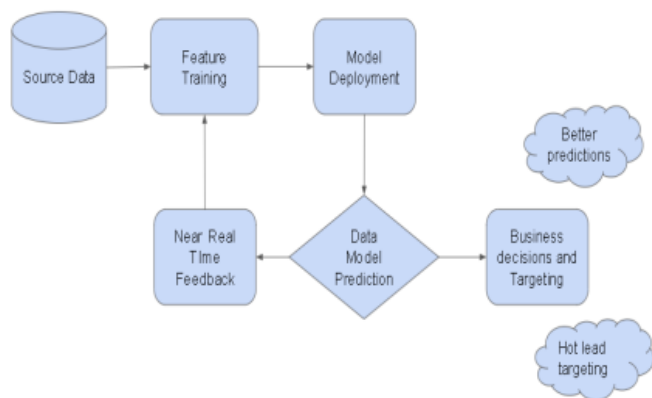 Source Data
Feature
Training
Model
Deployment
Better
predictions
Near Real
TIme
Feedback
Data
Model
Prediction
Business
decisions and
Targeting
Hot lead
targeting